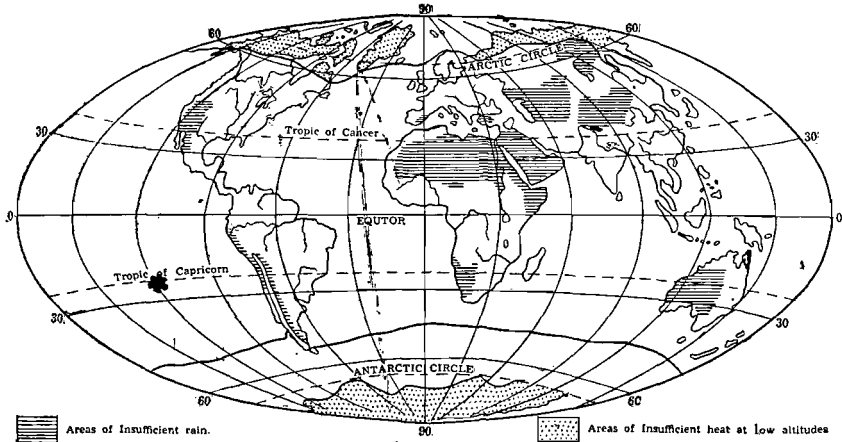 90
60 60
ARCTIC CIRCLE
Tropic of Cancer
30 30
EQUTOR
0 0
Tropic of Capricorn
30 30
ANTARCTIC CIRCLE
60 60
90
Areas of Insufficient rain.
Areas of Insufficient heat at low altitudes